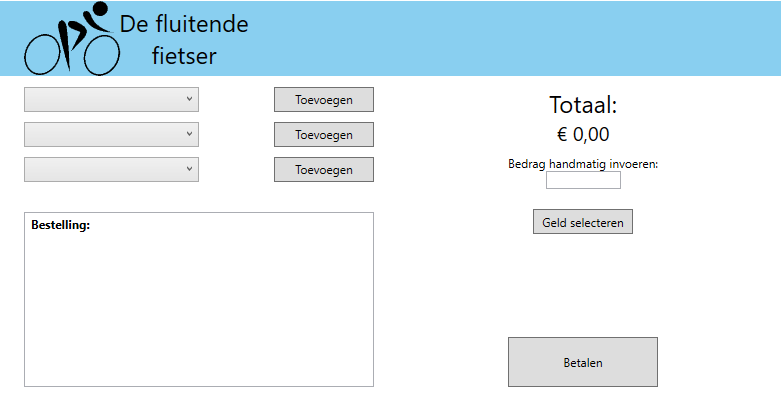 De fluitende
fietser
Toevoegen
Toevoegen
Toevoegen
Bestelling:
Totaal:
€ 0,00
Bedrag handmatig invoeren:
Geld selecteren
Betalen